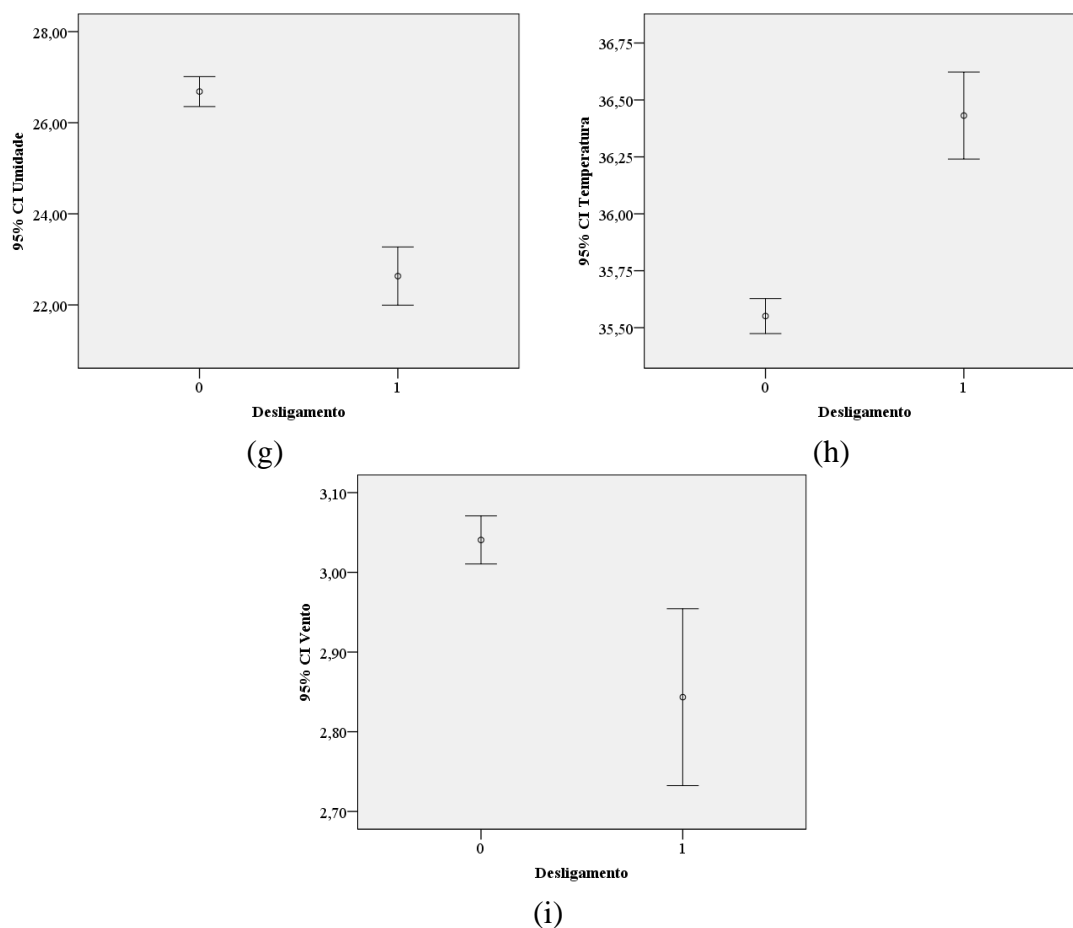 28,00
26,00
24,00
22,00
95% CI Umidade
0 1
Desligamento
(g)
36,75
36,50
36,25
36,00
35,75
35,50
95% CI Temperatura
0 1
Desligamento
(h)
3,10
3,00
2,90
2,80
2,70
95% CI Vento
0 1
Desligamento
(i)